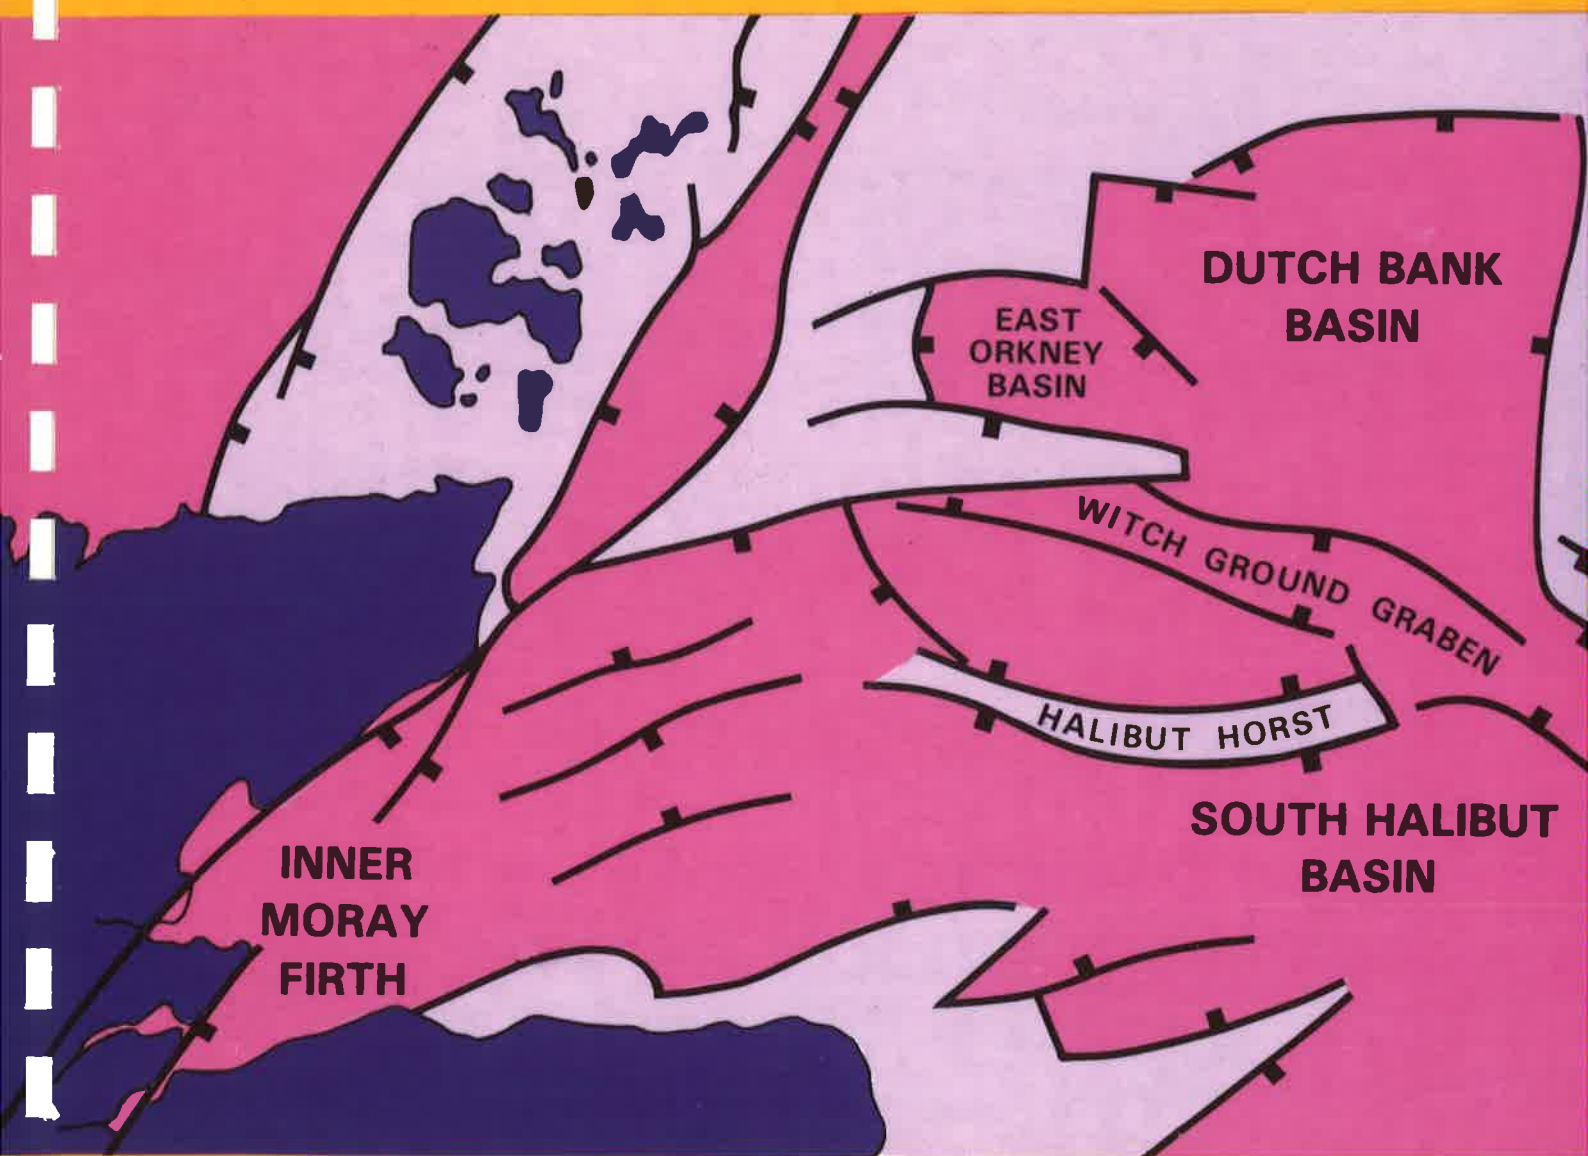 DUTCH BANK
BASIN
EAST
ORKNEY
BASIN
WITCH GROUND GRABEN
HALIBUT HORST
SOUTH HALIBUT
BASIN
INNER
MORAY
FIRTH